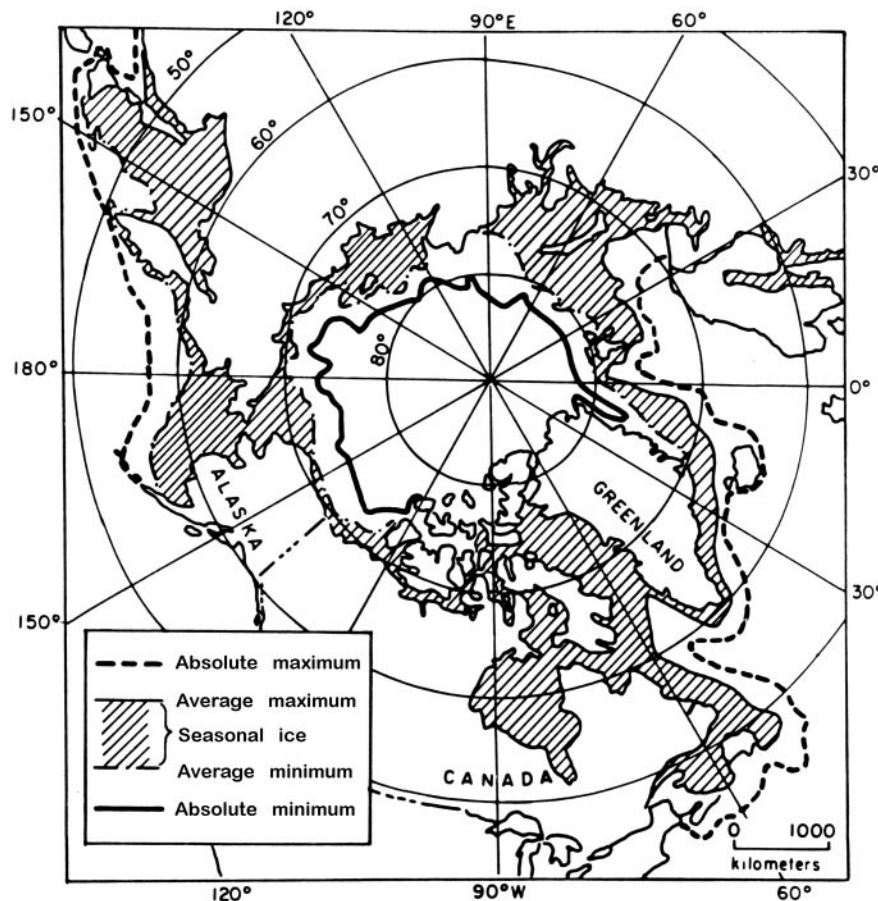 120°
90°E
60°
50°
150°
60°
30°
70°
80°
180°
0°
ALASKA
GREENLAND
150°
30°
Absolute maximum
Average maximum
Seasonal ice
Average minimum
Absolute minimum
CANADA
0 1000
kilometers
120°
90°W
60°